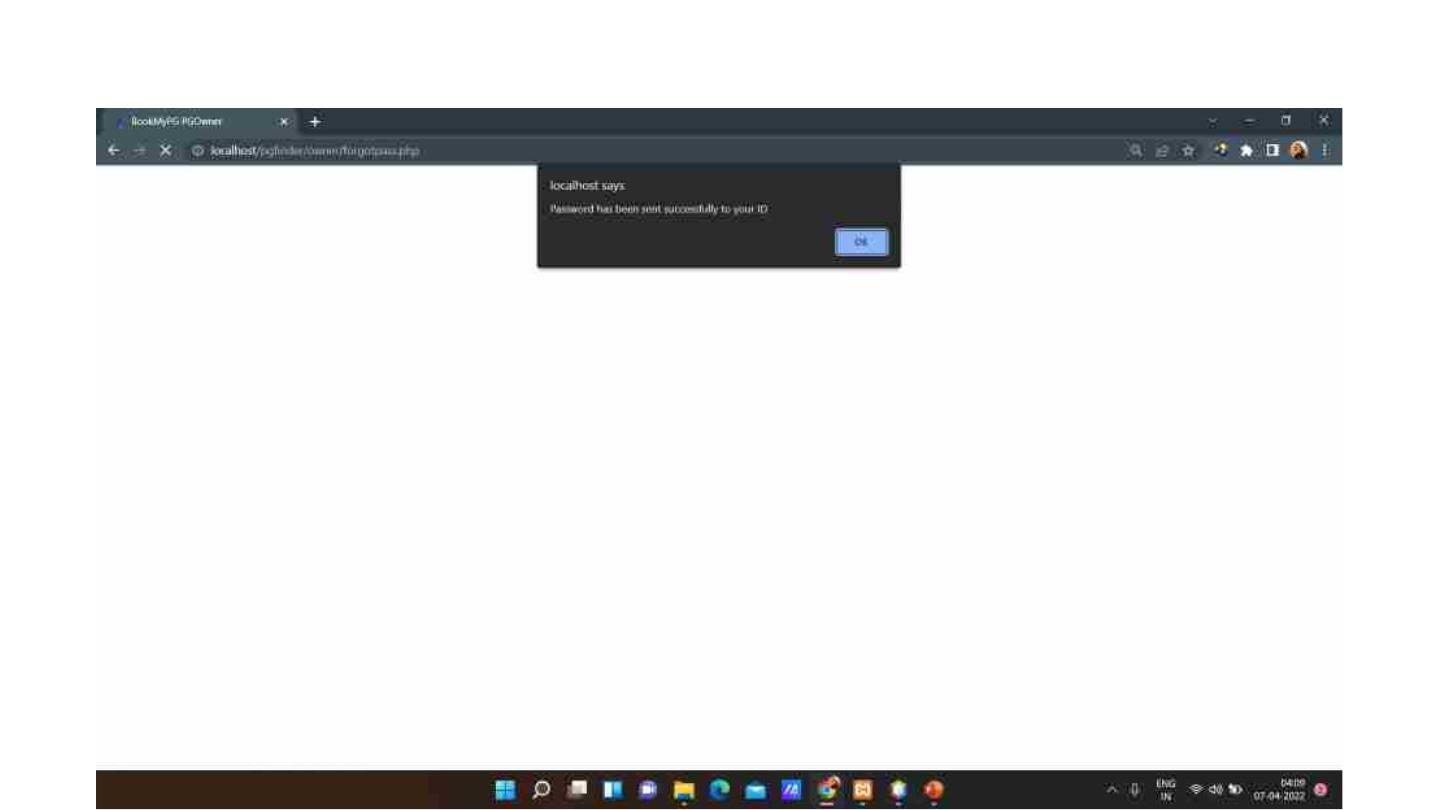 BookMyPG PGOwner
localhost/pgfinder/owner/forgotpass.php
localhost says
Password has been sent successfully to your ID
OK
ENG
IN
04:09
07-04-2022